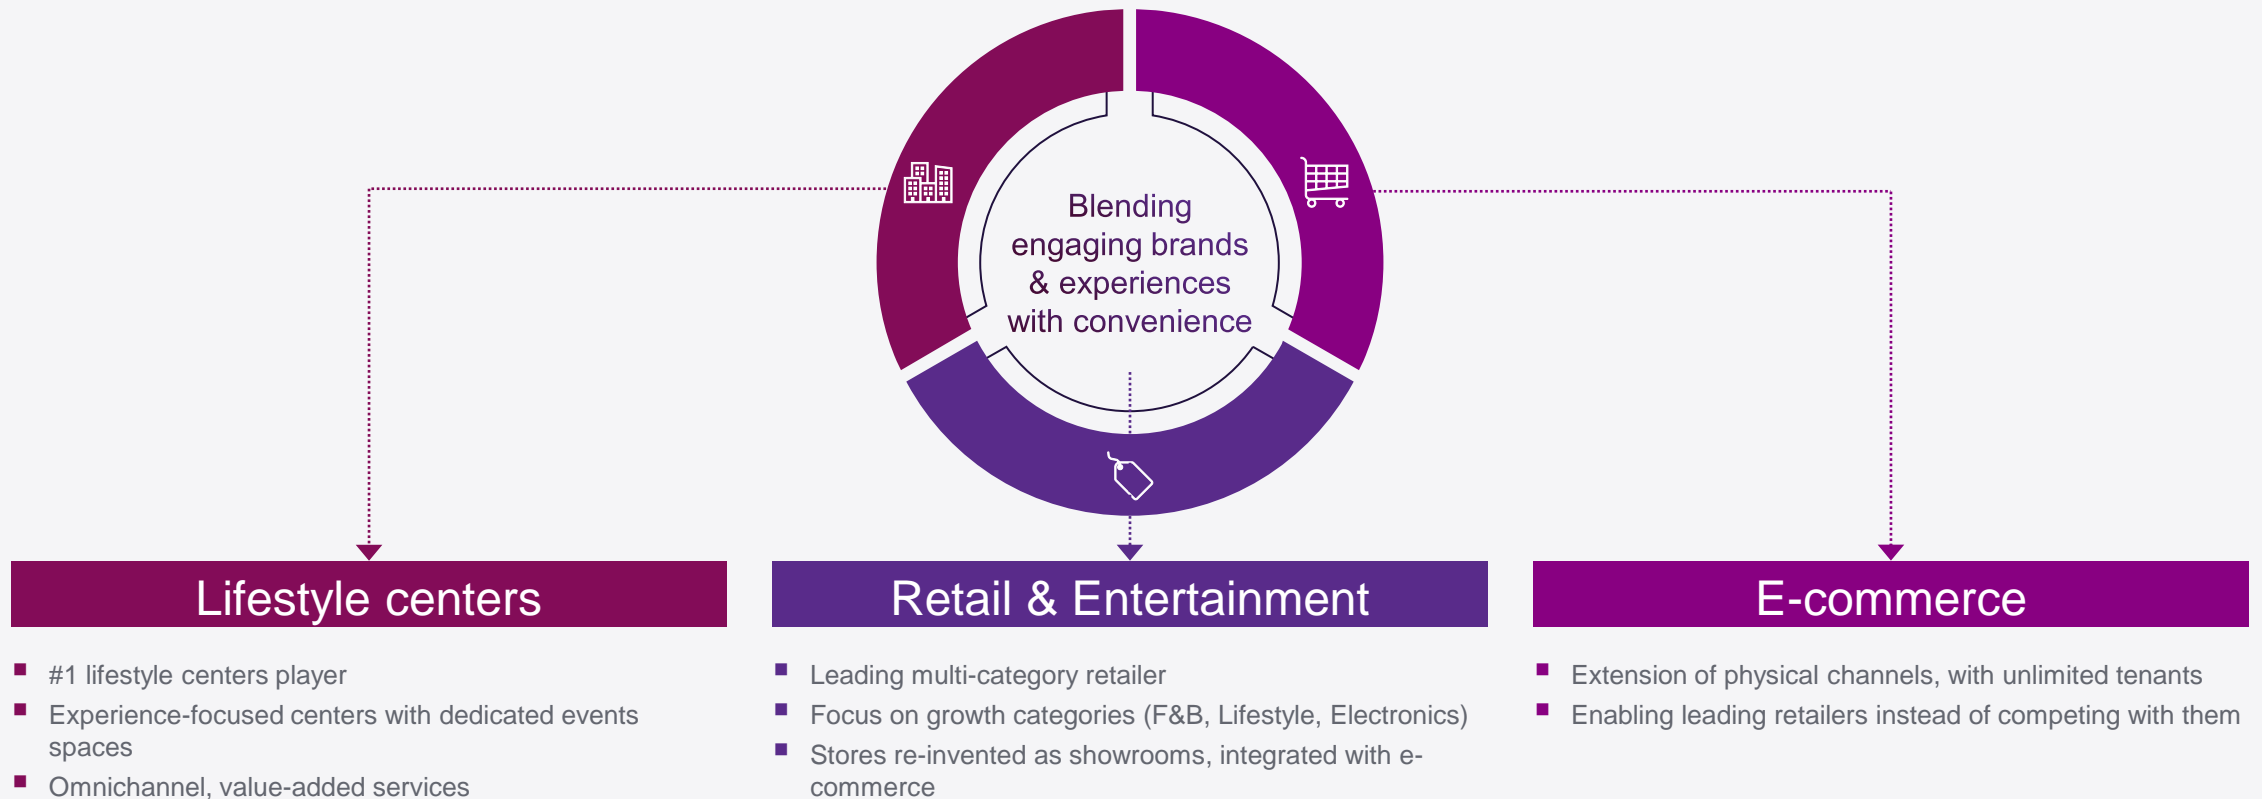 Blending
engaging brands
& experiences
with convenience
Lifestyle centers
#1 lifestyle centers player
Experience-focused centers with dedicated events
spaces
Omnichannel, value-added services
Retail & Entertainment
Leading multi-category retailer
Focus on growth categories (F&B, Lifestyle, Electronics)
Stores re-invented as showrooms, integrated with e-
commerce
E-commerce
Extension of physical channels, with unlimited tenants
Enabling leading retailers instead of competing with them